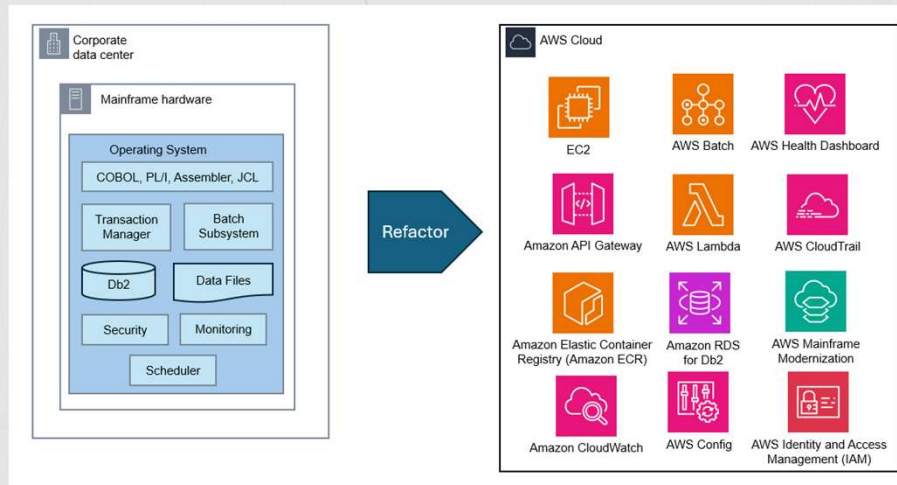 Corporate
data center
Mainframe hardware
Operating System
COBOL, PL/I, Assembler, JCL
Transaction
Manager
Batch
Subsystem
Db2
Data Files
Security
Monitoring
Scheduler
Refactor
AWS Cloud
EC2
AWS Batch
AWS Health Dashboard
Amazon API Gateway
AWS Lambda
AWS CloudTrail
Amazon Elastic Container
Registry (Amazon ECR)
Amazon RDS
for Db2
AWS Mainframe
Modernization
Amazon CloudWatch
AWS Config
AWS Identity and Access
Management (IAM)